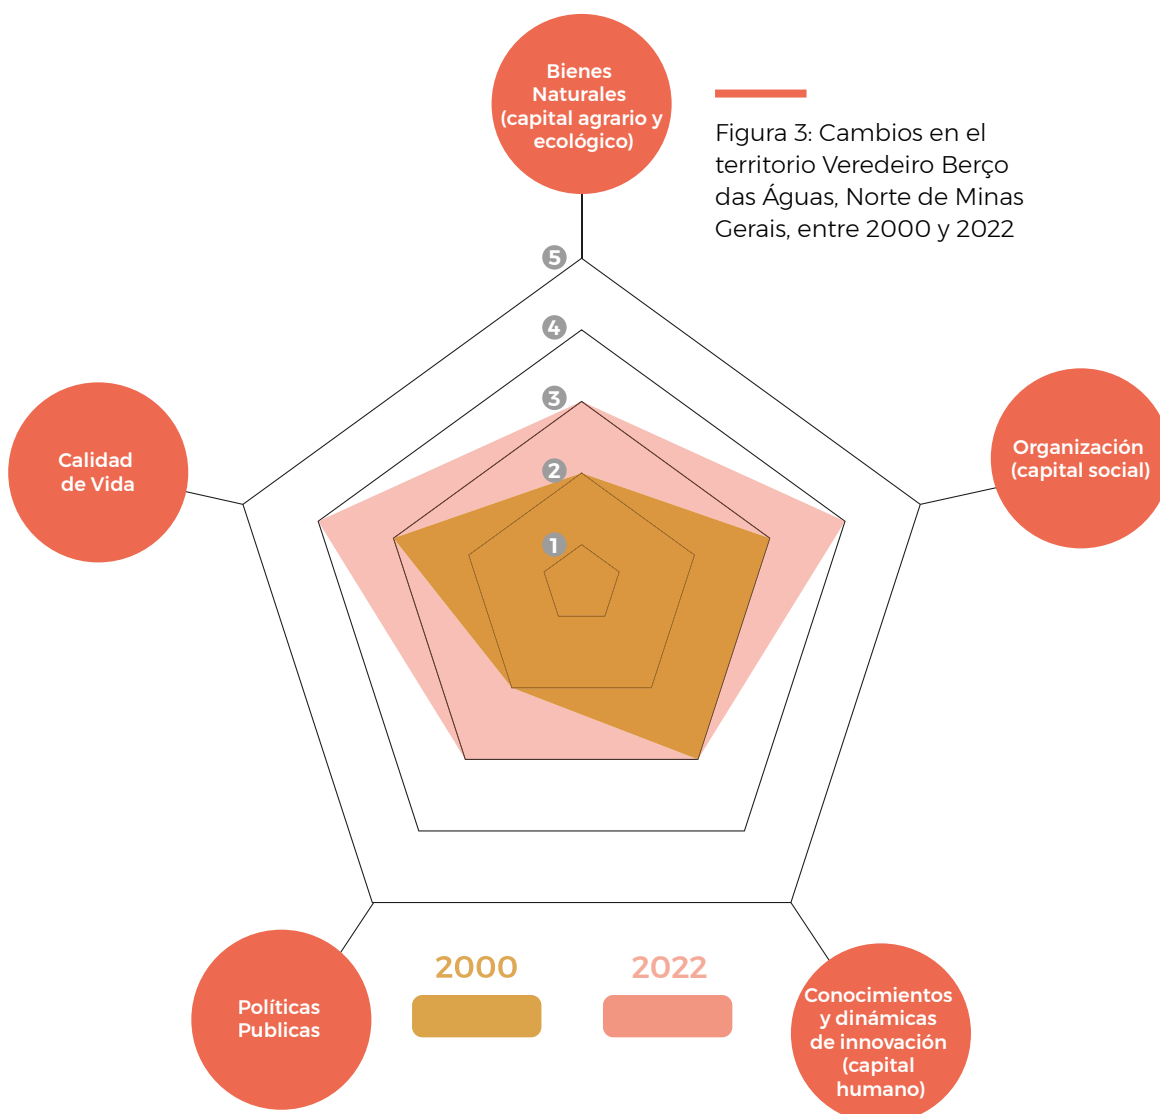 Bienes
Naturales
(capital agrario y
ecológico)
Figura 3: Cambios en el
territorio Veredeiro Berço
das Águas, Norte de Minas
Gerais, entre 2000 y 2022
5
4
3
2
1
Calidad
de Vida
Organización
(capital social)
Políticas
Publicas
2000
2022
Conocimientos
y dinámicas
de innovación
(capital
humano)